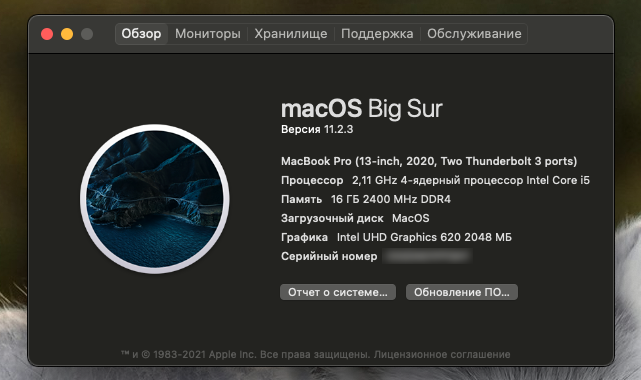 Обзор Мониторы Хранилище Поддержка Обслуживание
macOS Big Sur
Версия 11.2.3
MacBook Pro (13-inch, 2020, Two Thunderbolt 3 ports)
Процессор 2,11 GHz 4-ядерный процессор Intel Core i5
Память 16 ГБ 2400 MHz DDR4
Загрузочный диск MacOS
Графика Intel UHD Graphics 620 2048 МБ
Серийный номер
Отчет о системе... Обновление ПО...
™ и © 1983-2021 Apple Inc. Все права защищены. Лицензионное соглашение